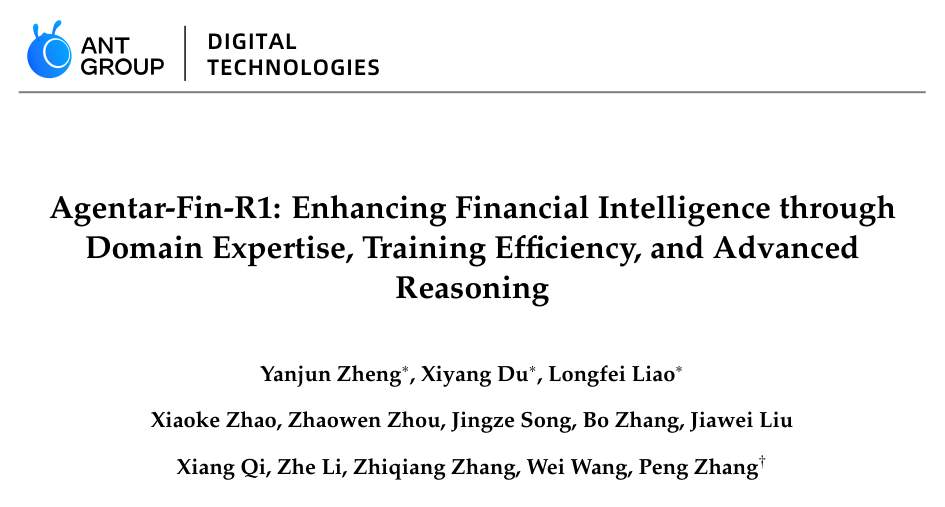 ANT
GROUP
DIGITAL
TECHNOLOGIES
Agentar-Fin-R1: Enhancing Financial Intelligence through
Domain Expertise, Training Efficiency, and Advanced
Reasoning
Yanjun Zheng*, Xiyang Du*, Longfei Liao*
Xiaoke Zhao, Zhaowen Zhou, Jingze Song, Bo Zhang, Jiawei Liu
Xiang Qi, Zhe Li, Zhiqiang Zhang, Wei Wang, Peng Zhang†